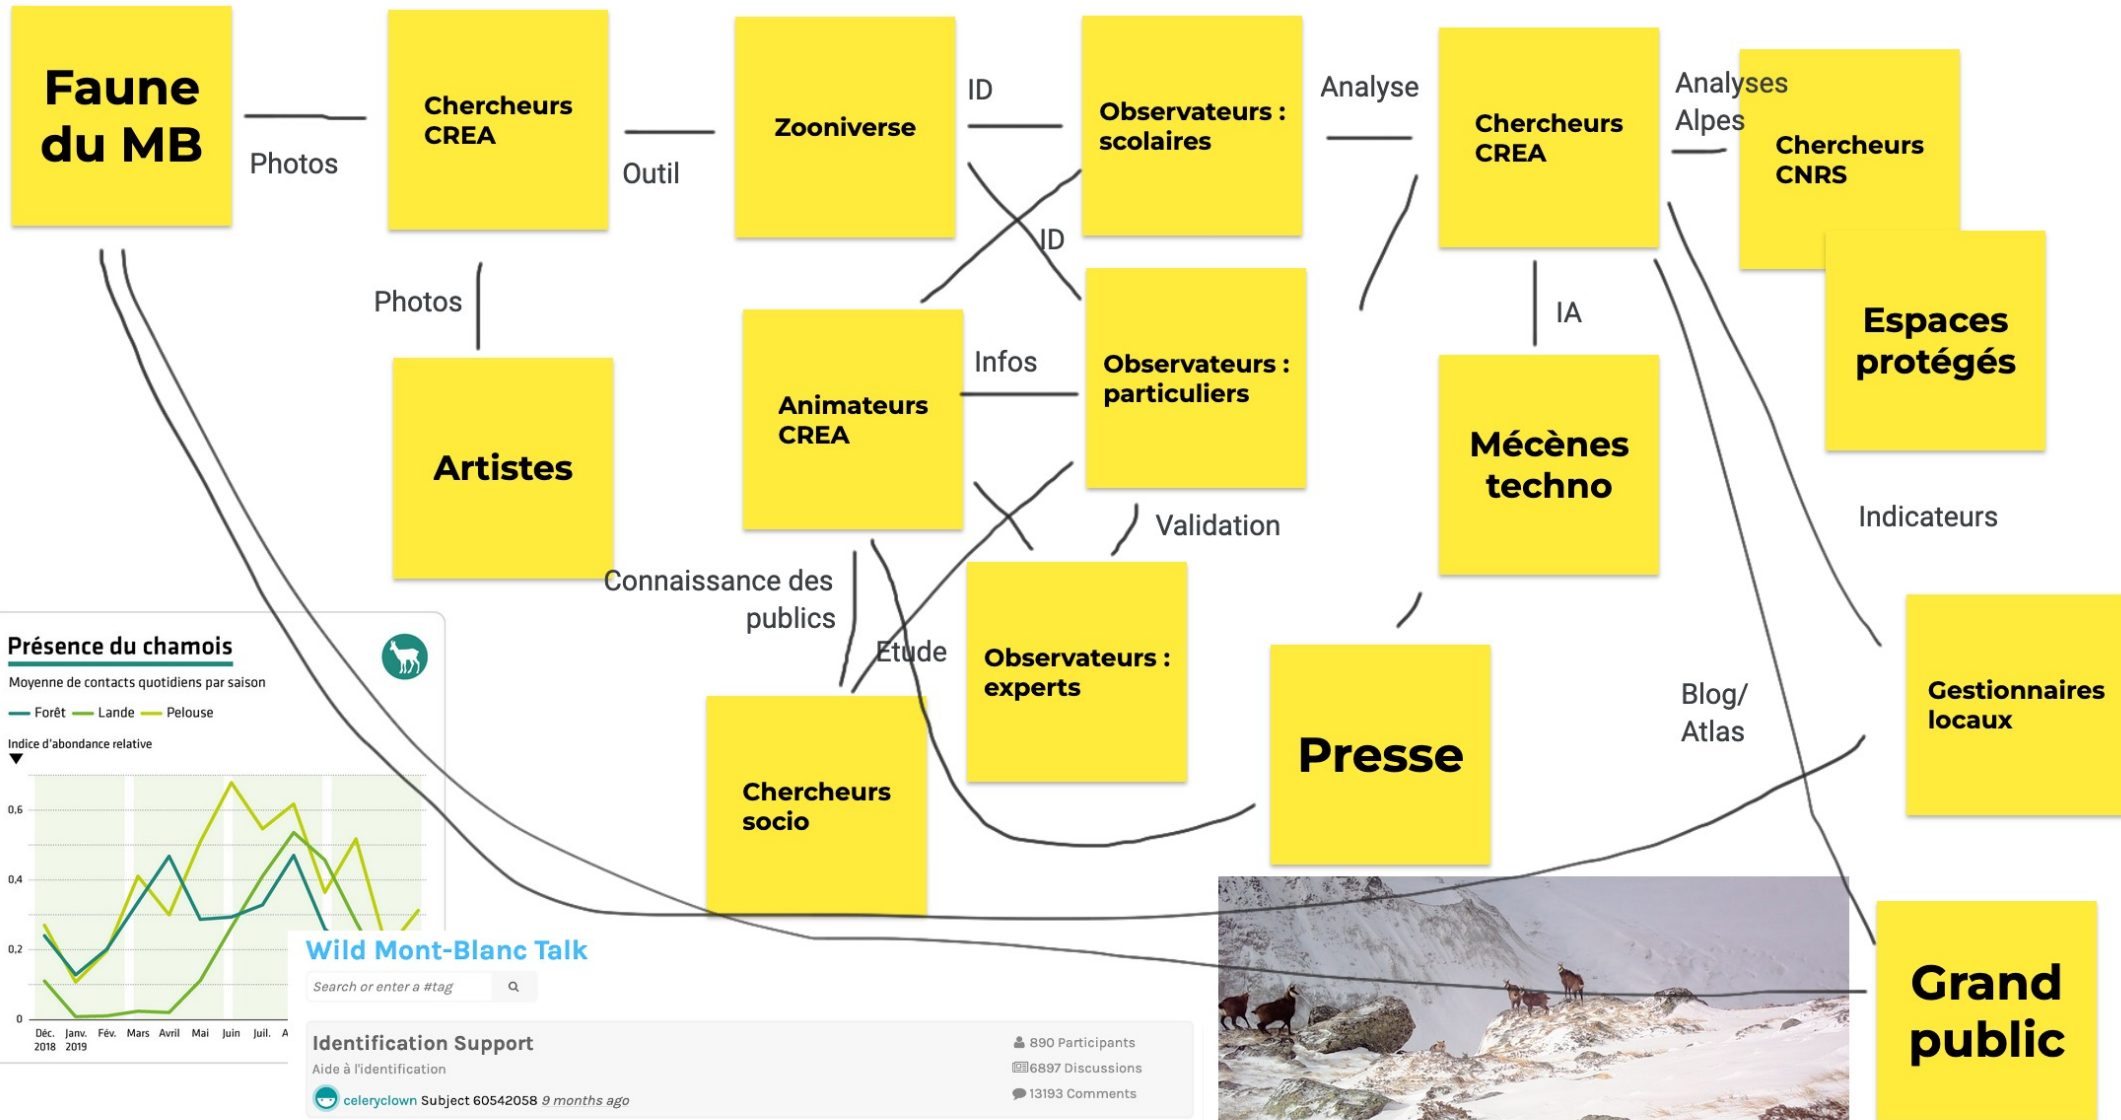 Faune
du MB
Photos
Chercheurs
CREA
Outil
Zooniverse
ID
Observateurs :
scolaires
Analyse
Chercheurs
CREA
Analyses
Alpes
Chercheurs
CNRS
ID
Photos
Artistes
Animateurs
CREA
Infos
Observateurs :
particuliers
IA
Mécènes
techno
Espaces
protégés
Indicateurs
Validation
Connaissance des
publics
Etude
Observateurs :
experts
Chercheurs
socio
Presse
Blog/
Atlas
Gestionnaires
locaux
Grand
public
Présence du chamois
Moyenne de contacts quotidiens par saison
Forêt Lande Pelouse
Indice d'abondance relative
0,6
0,4
0,2
0
Déc. Janv. Fév. Mars Avril Mai Juin Juil. A
2018 2019
Wild Mont-Blanc Talk
Search or enter a #tag
Identification Support
Aide à l'identification
celeryclown Subject 60542058 9 months ago
890 Participants
6897 Discussions
13193 Comments